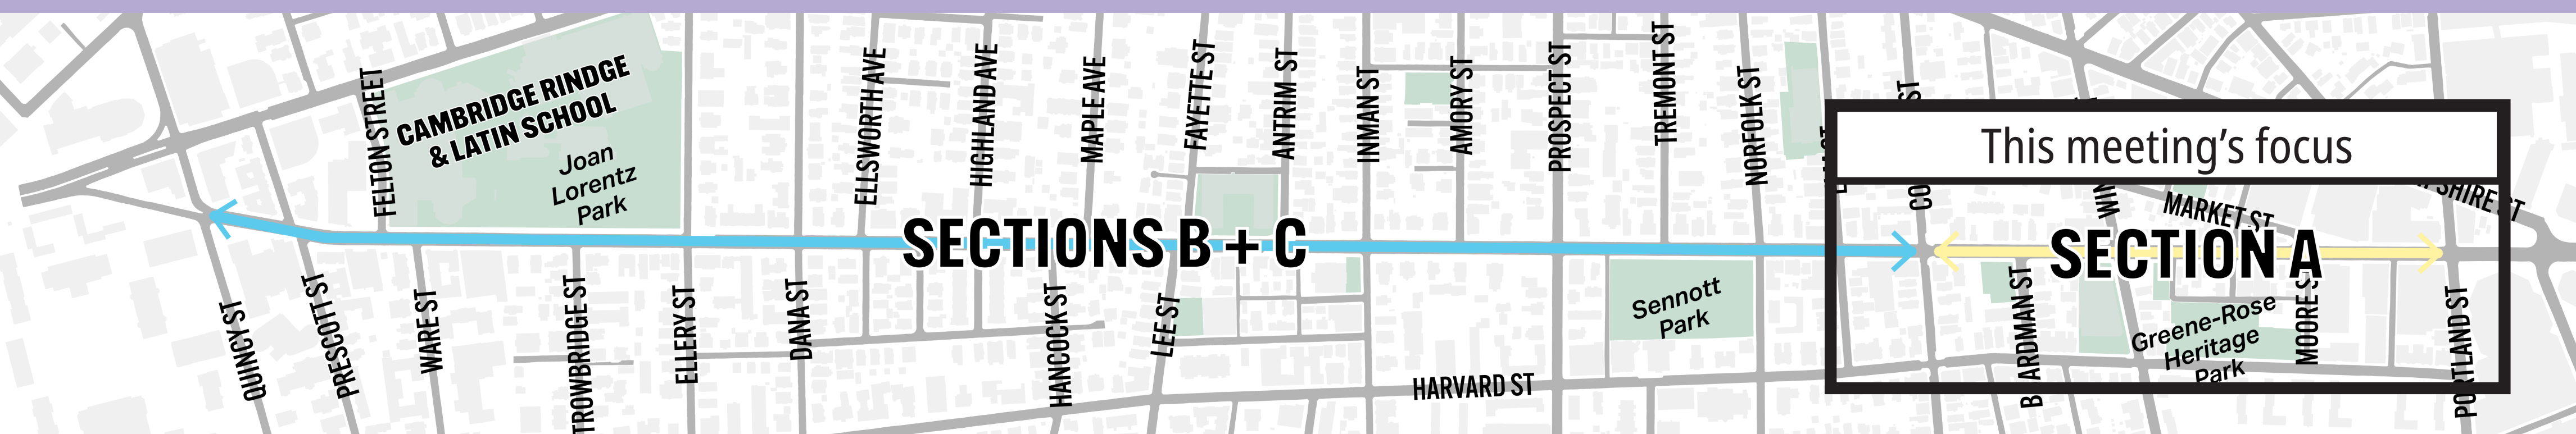 FELTON STREET
CAMBRIDGE RINDGE
& LATIN SCHOOL
Joan
Lorentz
Park
ELLSWORTH AVE
HIGHLAND AVE
MAPLE AVE
FAYETTE ST
ANTRIM ST
INMAN ST
AMORY ST
PROSPECT ST
TREMONT ST
NORFOLK ST
This meeting's focus
MARKET ST
SECTIONS B + C
SECTION A
QUINCY ST
PRESCOTT ST
WARE ST
TROWBRIDGE ST
ELLERY ST
DANA ST
HANCOCK ST
LEE ST
HARVARD ST
Sennott
Park
Greene-Rose
Heritage
Park
PORTLAND ST